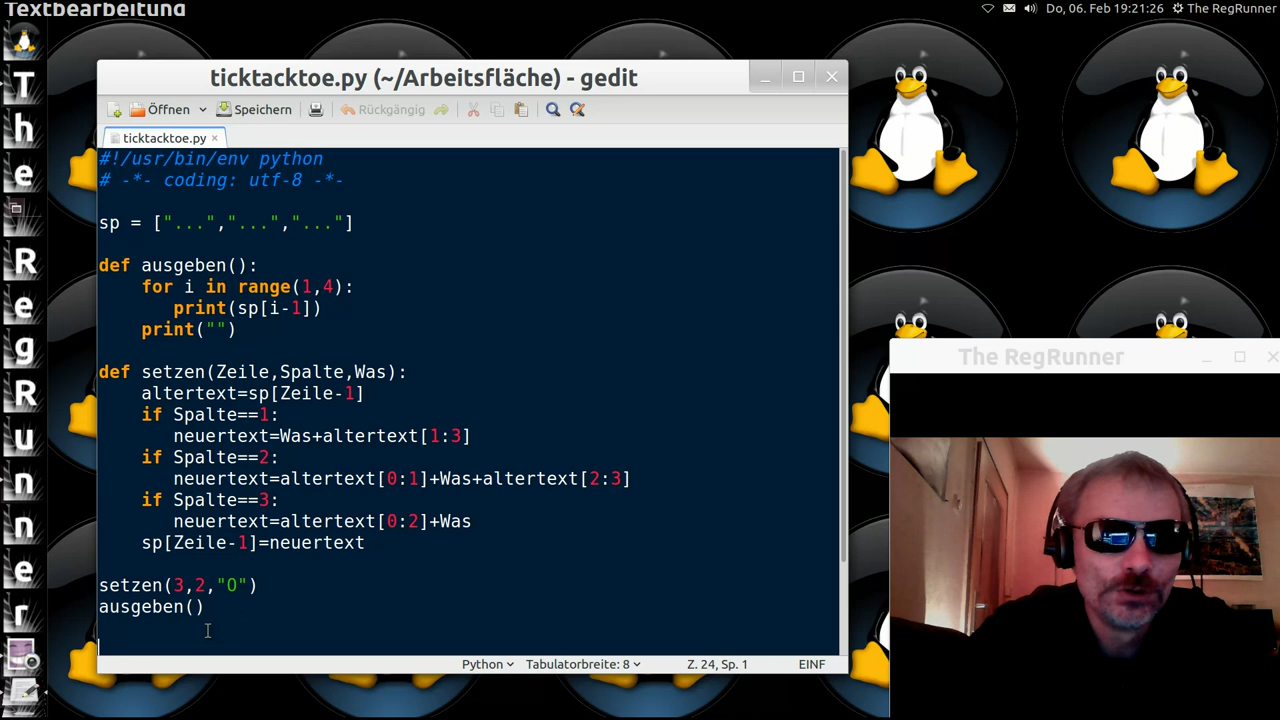 Textbearbeitung
Do, 06. Feb 19:21:26 The RegRunner
The RegRunner
ticktacktoe.py (~/Arbeitsfläche) - gedit
Öffnen Speichern Rückgängig
ticktacktoe.py
#!/usr/bin/env python
# -*- coding: utf-8 -*-
sp = ["...","...","..."]
def ausgeben():
    for i in range(1,4):
       print(sp[i-1])
    print("")
def setzen(Zeile,Spalte,Was):
    altertext=sp[Zeile-1]
    if Spalte==1:
       neuertext=Was+altertext[1:3]
    if Spalte==2:
       neuertext=altertext[0:1]+Was+altertext[2:3]
    if Spalte==3:
       neuertext=altertext[0:2]+Was
    sp[Zeile-1]=neuertext
setzen(3,2,"O")
ausgeben()
Python Tabulatorbreite: 8 Z. 24, Sp. 1 EINF
The RegRunner